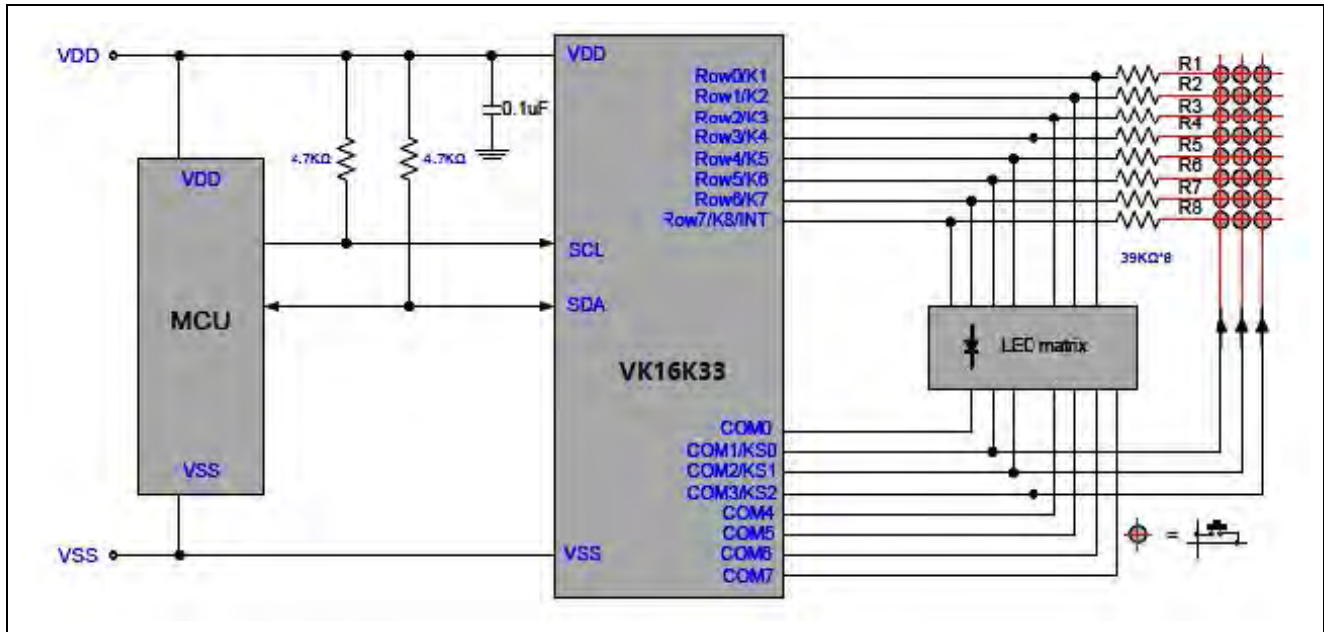 VDD
VDD
0.1uF
4.7KΩ
4.7KΩ
VDD
MCU
VSS
VSS
SCL
SDA
VK16K33
VSS
Row0/K1
Row1/K2
Row2/K3
Row3/K4
Row4/K5
Row5/K6
Row6/K7
Row7/K8/INT
R1
R2
R3
R4
R5
R6
R7
R8
39KΩ*8
LED matrix
COM0
COM1/KS0
COM2/KS1
COM3/KS2
COM4
COM5
COM6
COM7
=